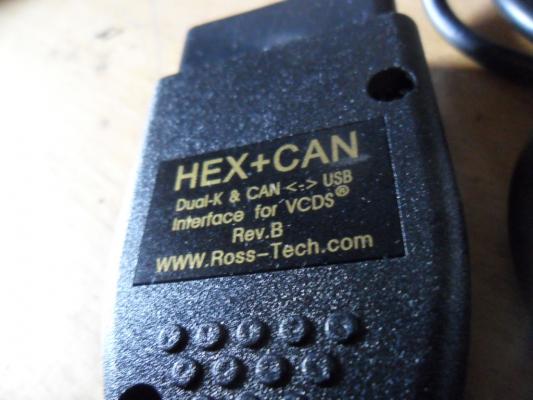 HEX+CAN
Dual-K & CAN <-> USB
Interface for VCDS®
Rev.B
www.Ross-Tech.com